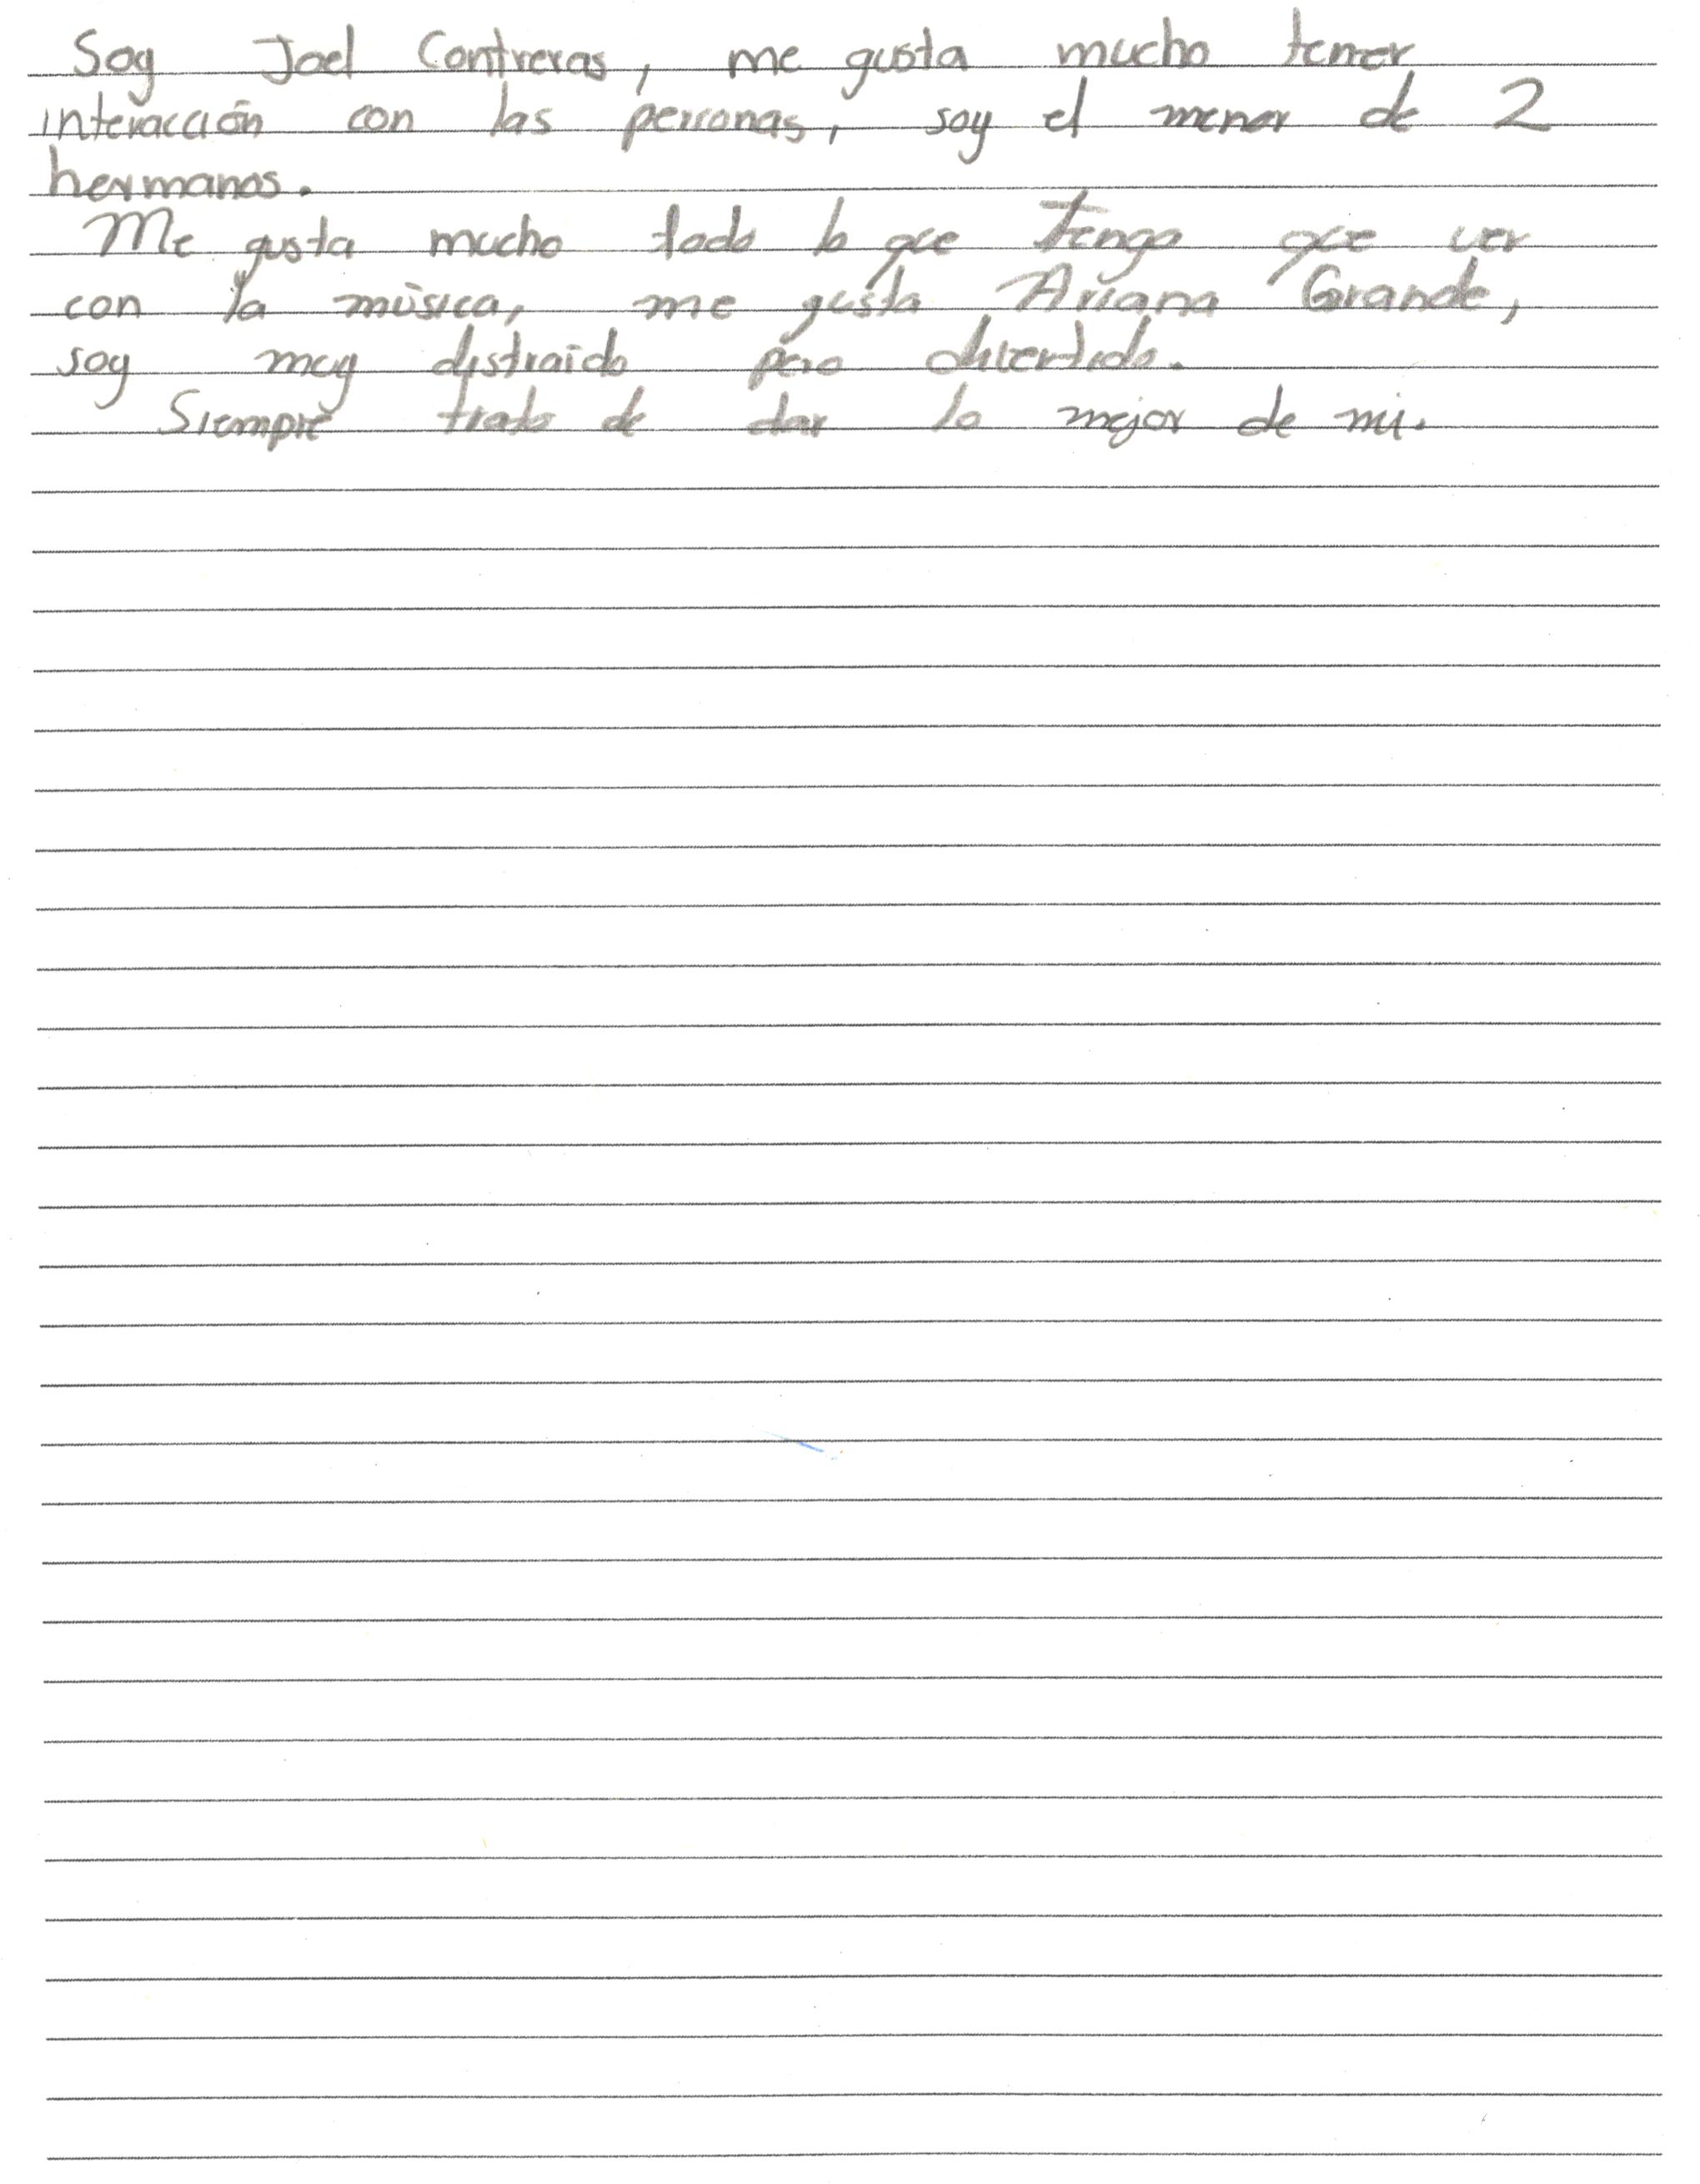 Soy Joel Contreras, me gusta mucho tener
interacción con las personas, soy el menor de 2
hermanos.
Me gusta mucho todo lo que tenga que ver
con la música, me gusta Ariana Grande,
soy muy distraido pero divertido.
Siempre trato de dar lo mejor de mi.